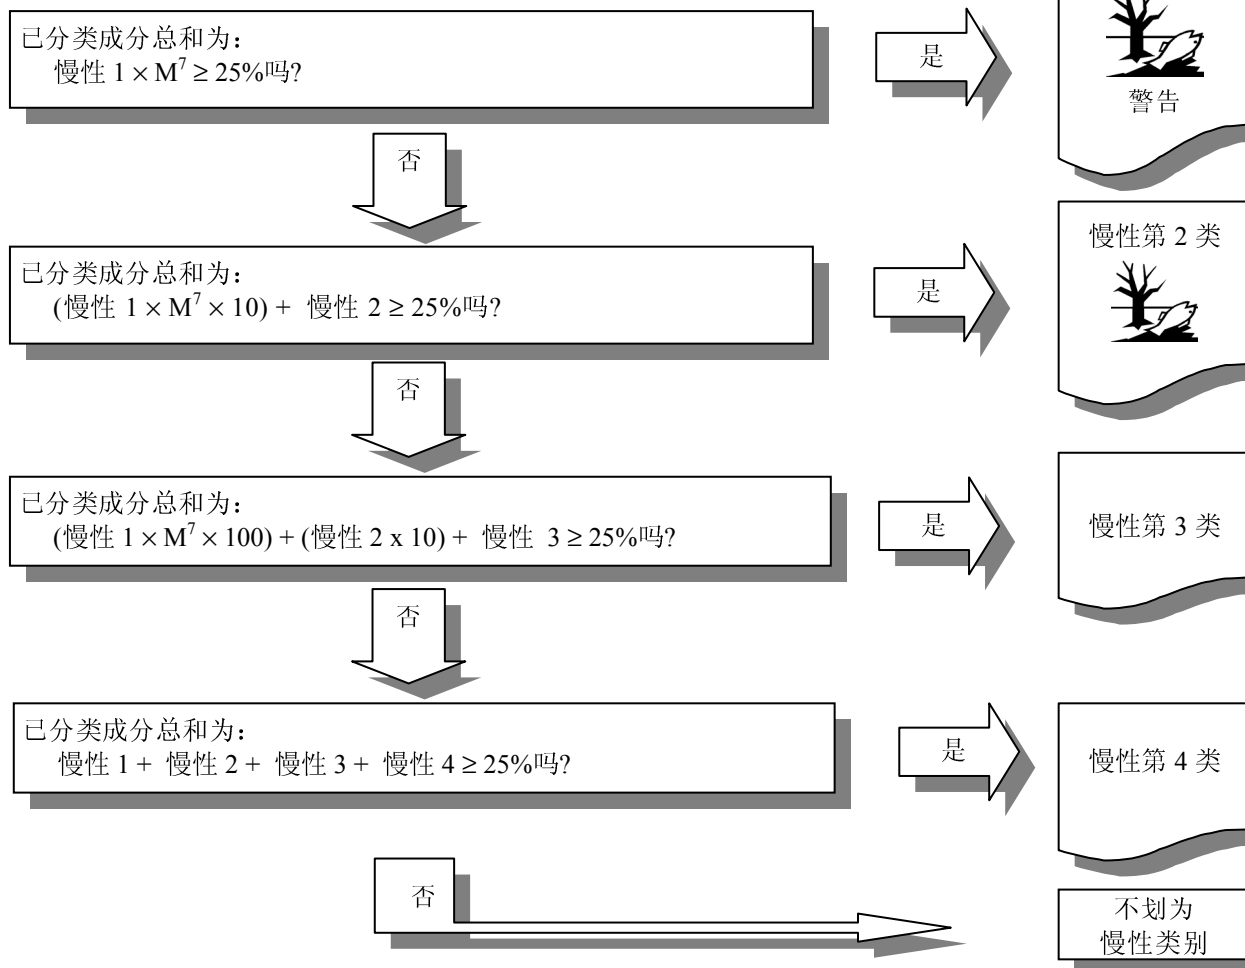 已分类成分总和为：
慢性 1 × M⁷ ≥ 25%吗?
是
警告
否
已分类成分总和为：
(慢性 1 × M⁷ × 10) + 慢性 2 ≥ 25%吗?
是
慢性第 2 类
否
已分类成分总和为：
(慢性 1 × M⁷ × 100) + (慢性 2 x 10) + 慢性 3 ≥ 25%吗?
是
慢性第 3 类
否
已分类成分总和为：
慢性 1 + 慢性 2 + 慢性 3 + 慢性 4 ≥ 25%吗?
是
慢性第 4 类
否
不划为
慢性类别